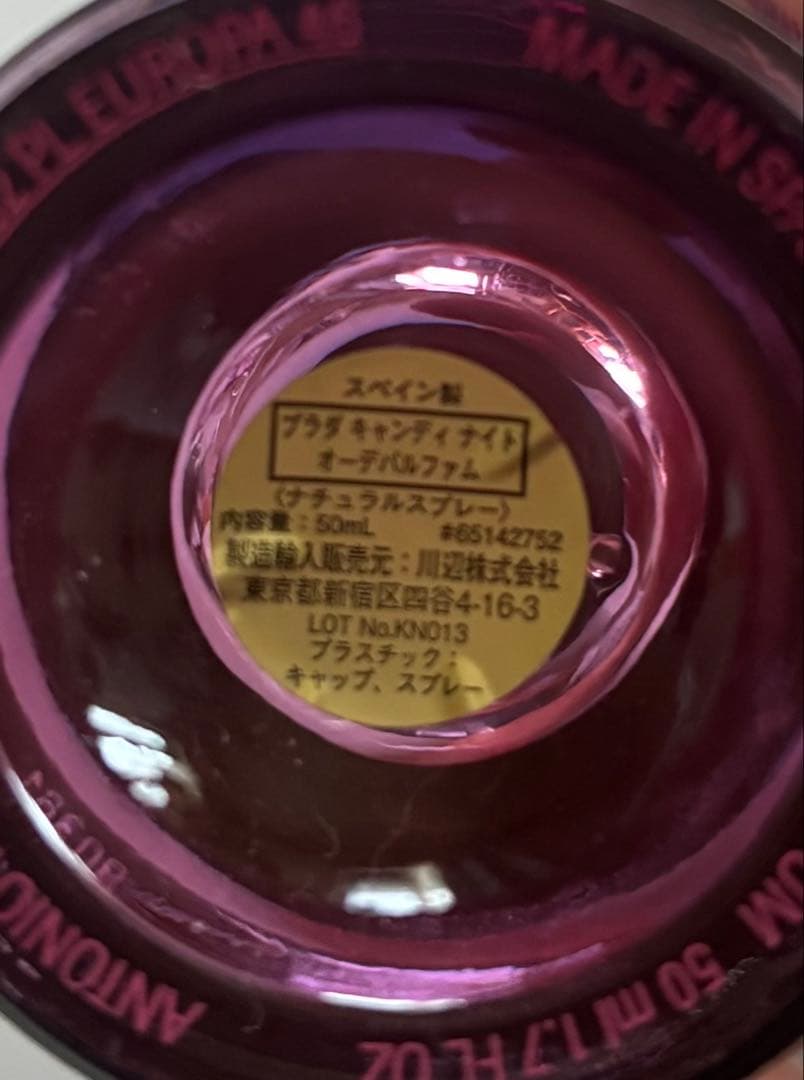 PL. EUROPA 46
MADE IN SPA
スペイン製
プラダ キャンディ ナイト
オーデパルファム
〈ナチュラルスプレー〉
内容量：50mL #65142752
製造輸入販売元：川辺株式会社
東京都新宿区四谷4-16-3
LOT No.KN013
プラスチック：
キャップ、スプレー
ANTONIO
50 ml 1.7 FL OZ